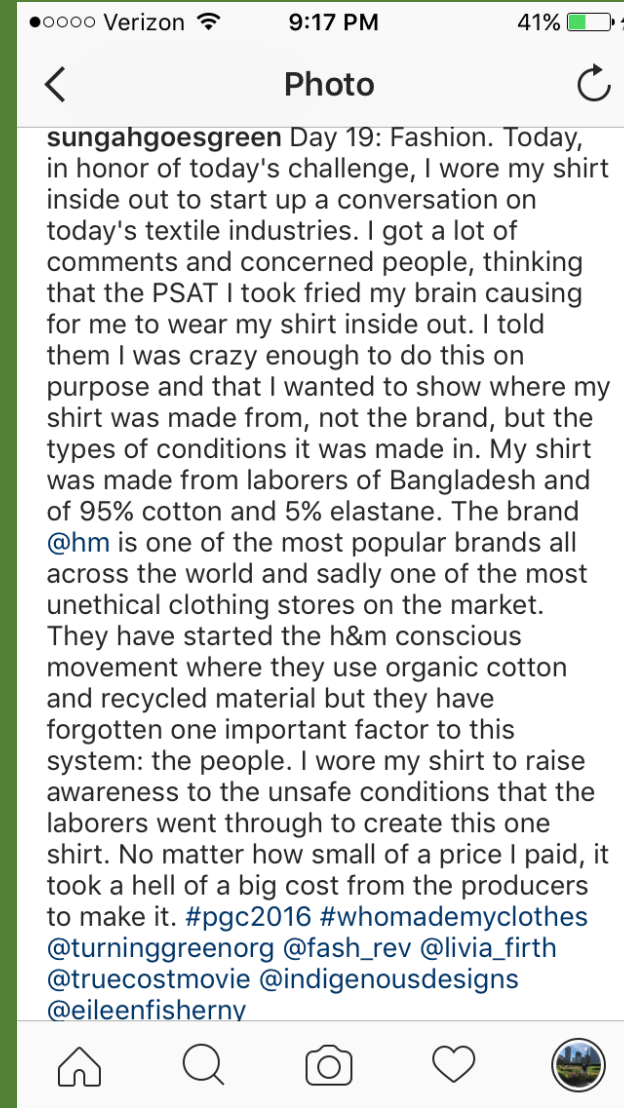 Verizon 9:17 PM 41%
Photo
sungahgoesgreen Day 19: Fashion. Today,
in honor of today's challenge, I wore my shirt
inside out to start up a conversation on
today's textile industries. I got a lot of
comments and concerned people, thinking
that the PSAT I took fried my brain causing
for me to wear my shirt inside out. I told
them I was crazy enough to do this on
purpose and that I wanted to show where my
shirt was made from, not the brand, but the
types of conditions it was made in. My shirt
was made from laborers of Bangladesh and
of 95% cotton and 5% elastane. The brand
@hm is one of the most popular brands all
across the world and sadly one of the most
unethical clothing stores on the market.
They have started the h&m conscious
movement where they use organic cotton
and recycled material but they have
forgotten one important factor to this
system: the people. I wore my shirt to raise
awareness to the unsafe conditions that the
laborers went through to create this one
shirt. No matter how small of a price I paid, it
took a hell of a big cost from the producers
to make it. #pgc2016 #whomademyclothes
@turninggreenorg @fash_rev @livia_firth
@truecostmovie @indigenousdesigns
@eileenfisherny